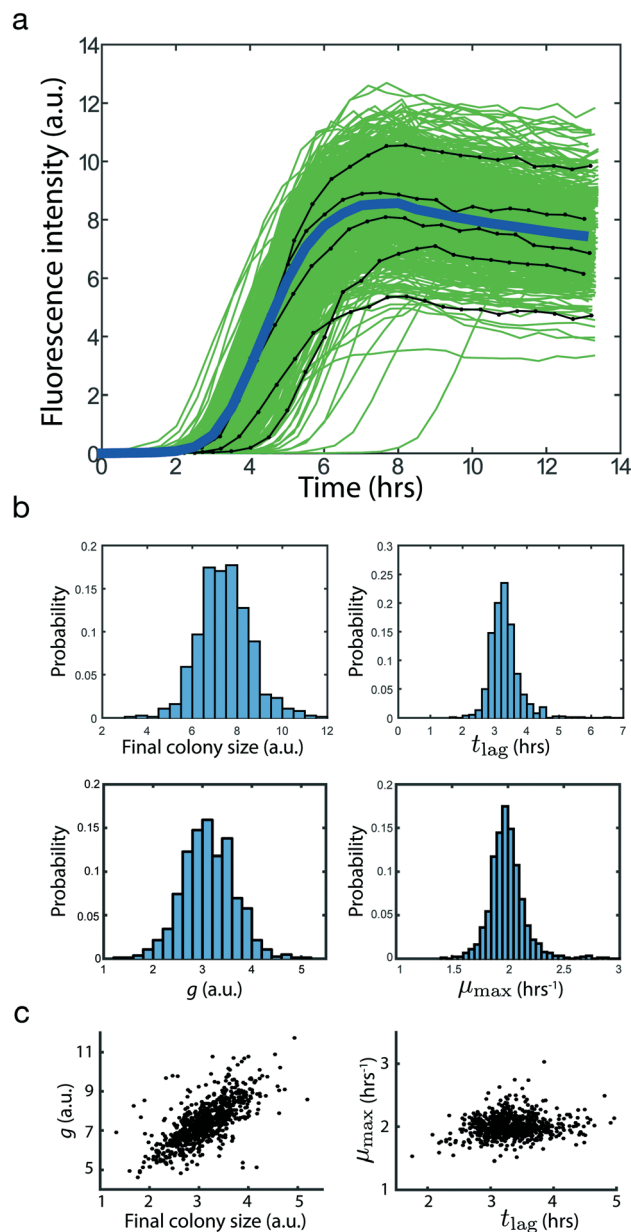 a
Fluorescence intensity (a.u.)
14
12
10
8
6
4
2
0
0 2 4 6 8 10 12 14
Time (hrs)
b
Probability
0.2
0.15
0.1
0.05
0
2 4 6 8 10 12
Final colony size (a.u.)
Probability
0.3
0.25
0.2
0.15
0.1
0.05
0
0 1 2 3 4 5 6 7
t_lag (hrs)
Probability
0.2
0.15
0.1
0.05
0
1 2 3 4 5
g (a.u.)
Probability
0.2
0.15
0.1
0.05
0
1 1.5 2 2.5 3
μ_max (hrs⁻¹)
c
g (a.u.)
11
9
7
5
1 2 3 4 5
Final colony size (a.u.)
μ_max (hrs⁻¹)
3
2
1
2 3 4 5
t_lag (hrs)